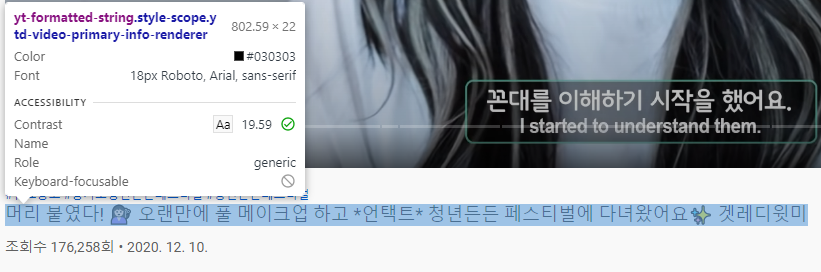 yt-formatted-string.style-scope.y
td-video-primary-info-renderer 802.59 × 22
Color #030303
Font 18px Roboto, Arial, sans-serif
ACCESSIBILITY
Contrast Aa 19.59
Name
Role generic
Keyboard-focusable
꼰대를 이해하기 시작을 했어요.
I started to understand them.
머리 붙였다! 💇‍♀️ 오랜만에 풀 메이크업 하고 *언택트* 청년든든 페스티벌에 다녀왔어요✨ 겟레디윗미
조회수 176,258회 • 2020. 12. 10.